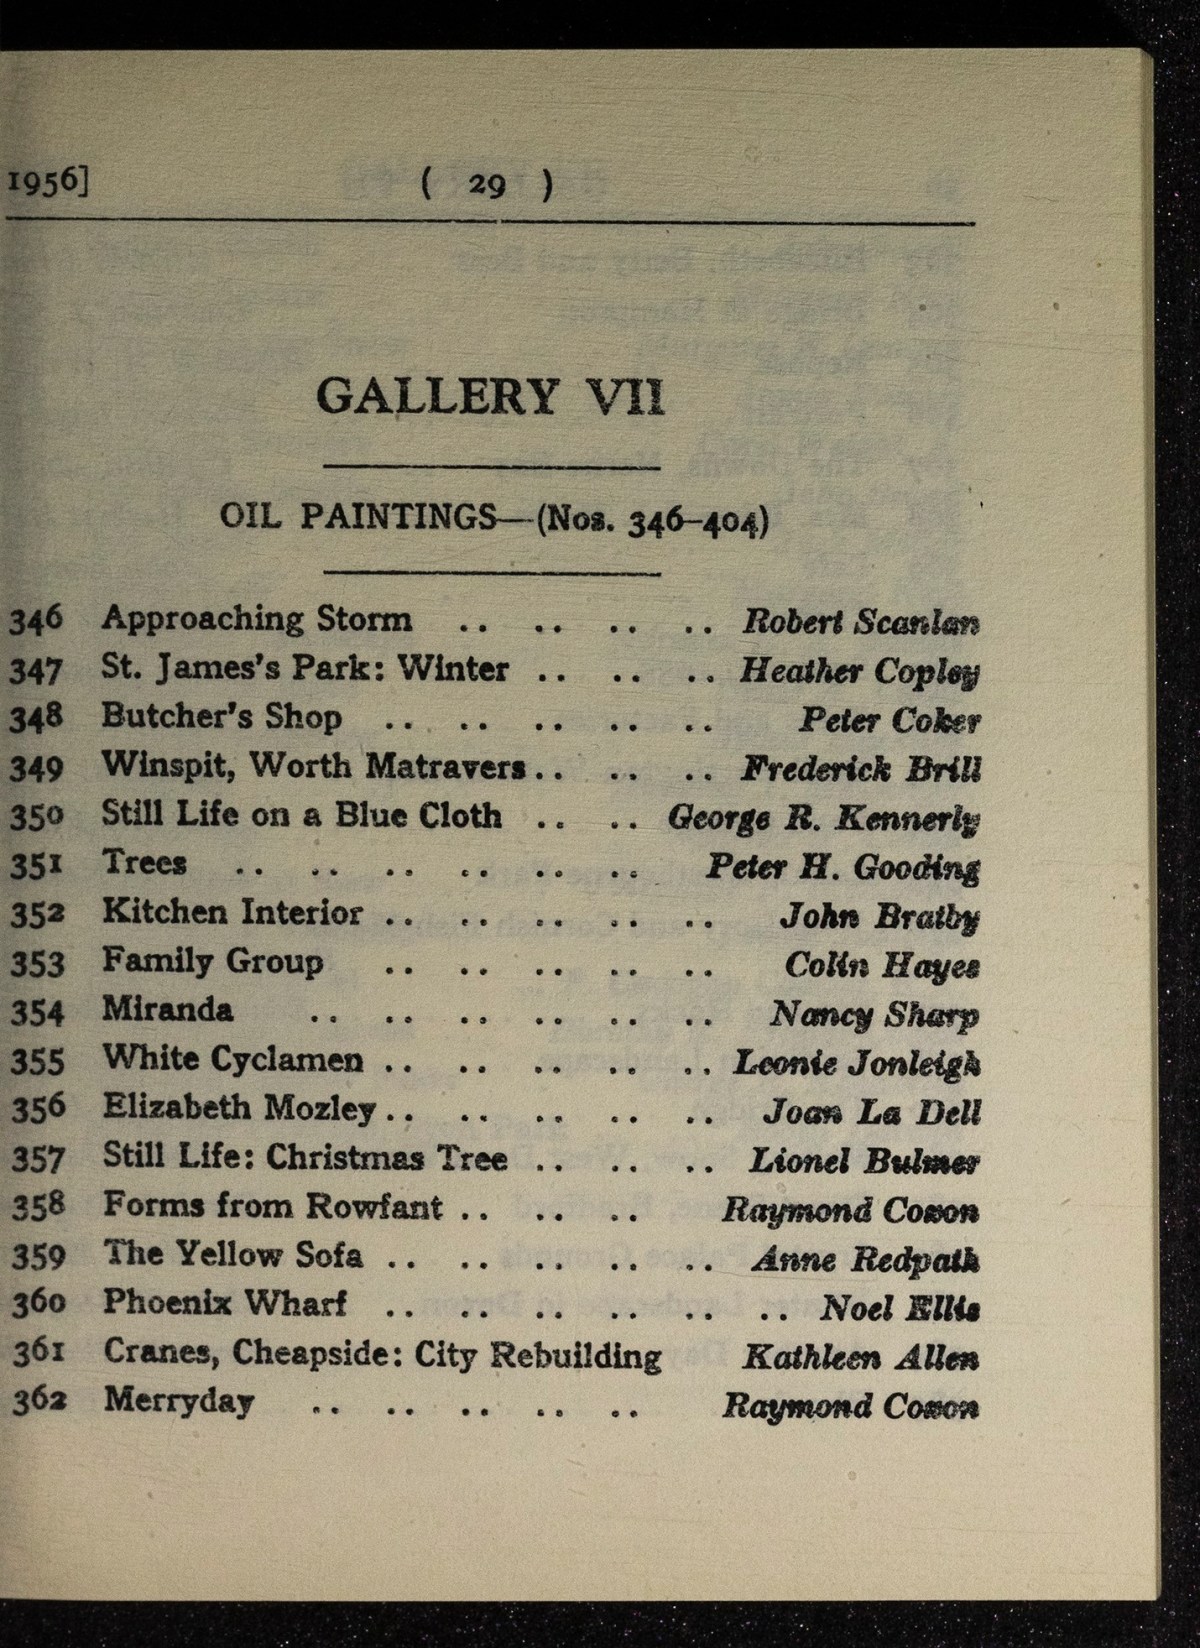 1956] ( 29 )
GALLERY VII
OIL PAINTINGS—(Nos. 346–404)
346 Approaching Storm .. .. .. .. Robert Scanlan
347 St. James's Park: Winter .. .. .. Heather Copley
348 Butcher's Shop .. .. .. .. .. Peter Coker
349 Winspit, Worth Matravers .. .. .. Frederick Brill
350 Still Life on a Blue Cloth .. .. George R. Kennerly
351 Trees .. .. .. .. .. .. Peter H. Gooding
352 Kitchen Interior .. .. .. .. .. John Bratby
353 Family Group .. .. .. .. .. Colin Hayes
354 Miranda .. .. .. .. .. .. Nancy Sharp
355 White Cyclamen .. .. .. .. .. Leonie Jonleigh
356 Elizabeth Mozley .. .. .. .. .. Joan La Dell
357 Still Life: Christmas Tree .. .. .. Lionel Bulmer
358 Forms from Rowfant .. .. .. Raymond Coxon
359 The Yellow Sofa .. .. .. .. .. Anne Redpath
360 Phoenix Wharf .. .. .. .. .. .. Noel Ellis
361 Cranes, Cheapside: City Rebuilding Kathleen Allen
362 Merryday .. .. .. .. .. Raymond Coxon